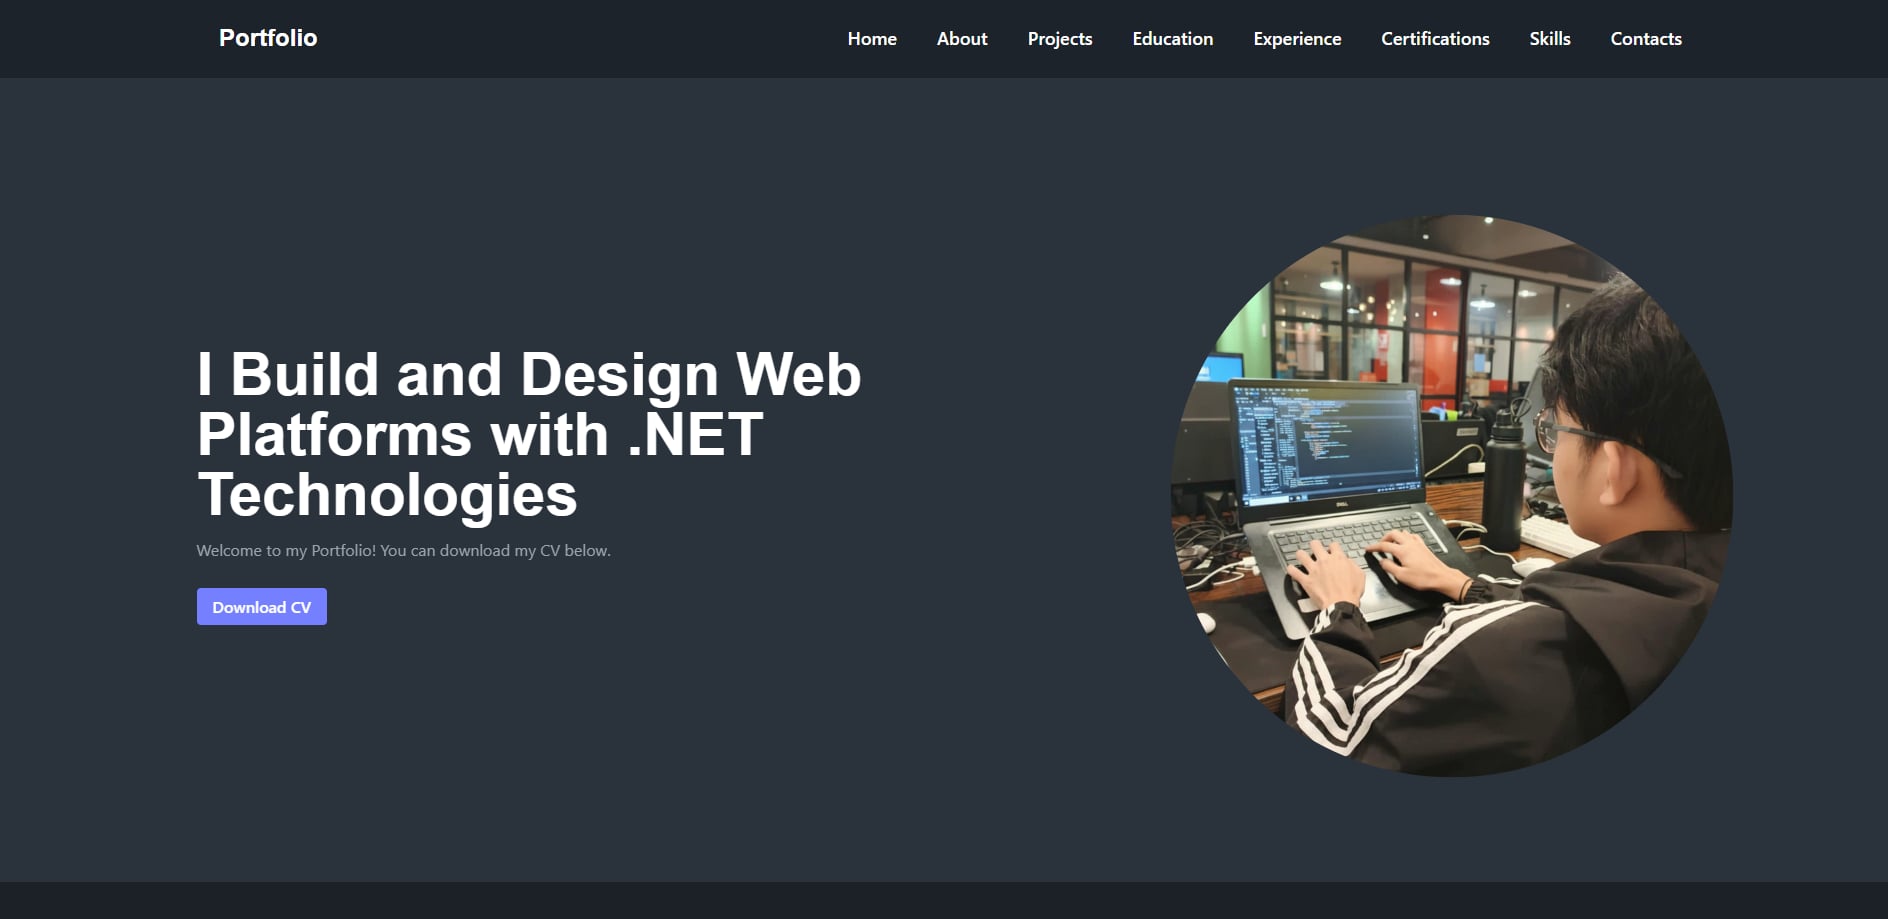 Portfolio
Home About Projects Education Experience Certifications Skills Contacts
I Build and Design Web
Platforms with .NET
Technologies
Welcome to my Portfolio! You can download my CV below.
Download CV
DELL